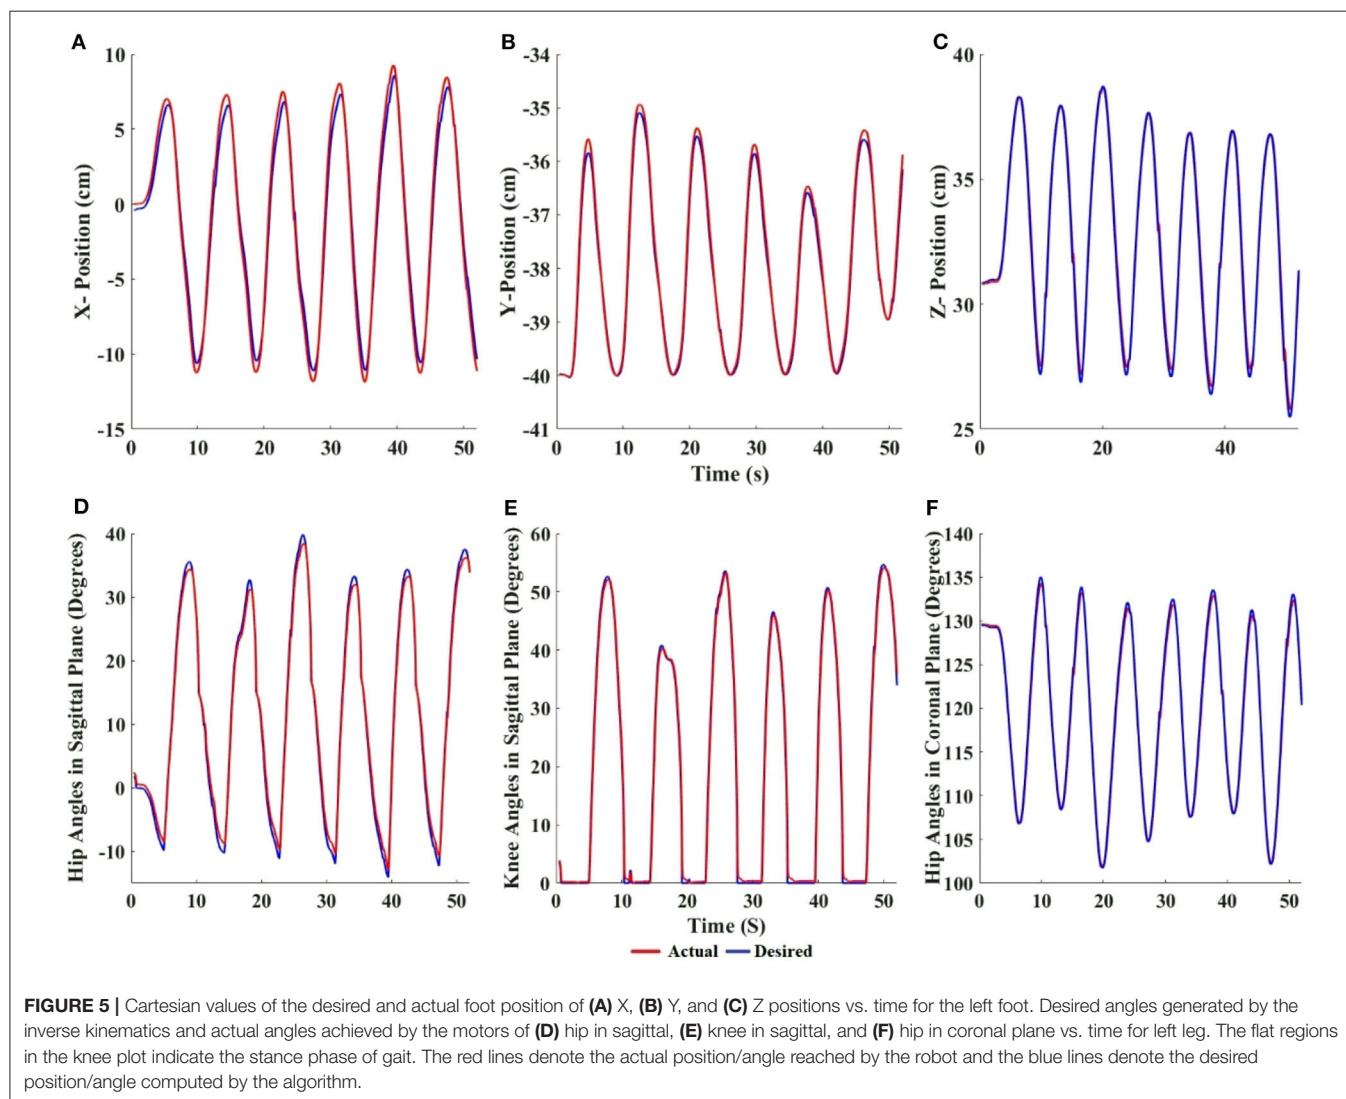 A
B
C
10
5
0
-5
-10
-15
X- Position (cm)
0 10 20 30 40 50
-34
-35
-36
-37
-38
-39
-40
-41
Y-Position (cm)
0 10 20 30 40 50
Time (s)
40
35
30
25
Z- Position (cm)
0 20 40
D
E
F
40
30
20
10
0
-10
Hip Angles in Sagittal Plane (Degrees)
0 10 20 30 40 50
60
50
40
30
20
10
0
Knee Angles in Sagittal Plane (Degrees)
0 10 20 30 40 50
Time (S)
140
135
130
125
120
115
110
105
100
Hip Angles in Coronal Plane (Degrees)
0 10 20 30 40 50
Actual Desired
FIGURE 5 | Cartesian values of the desired and actual foot position of (A) X, (B) Y, and (C) Z positions vs. time for the left foot. Desired angles generated by the
inverse kinematics and actual angles achieved by the motors of (D) hip in sagittal, (E) knee in sagittal, and (F) hip in coronal plane vs. time for left leg. The flat regions
in the knee plot indicate the stance phase of gait. The red lines denote the actual position/angle reached by the robot and the blue lines denote the desired
position/angle computed by the algorithm.